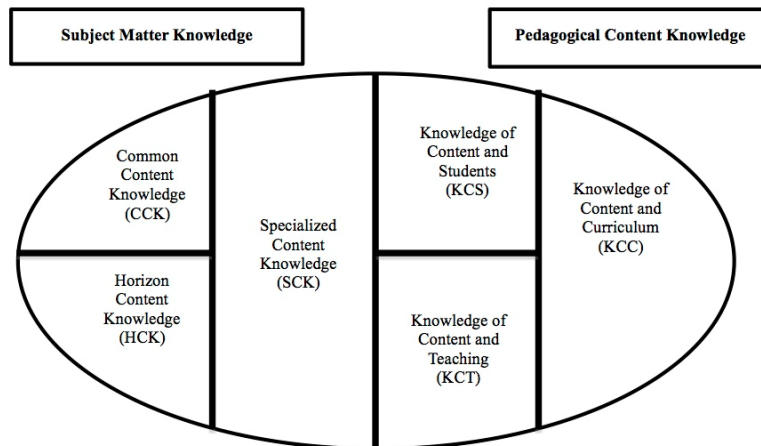 Subject Matter Knowledge
Pedagogical Content Knowledge
Common
Content
Knowledge
(CCK)
Horizon
Content
Knowledge
(HCK)
Specialized
Content
Knowledge
(SCK)
Knowledge of
Content and
Students
(KCS)
Knowledge of
Content and
Teaching
(KCT)
Knowledge of
Content and
Curriculum
(KCC)